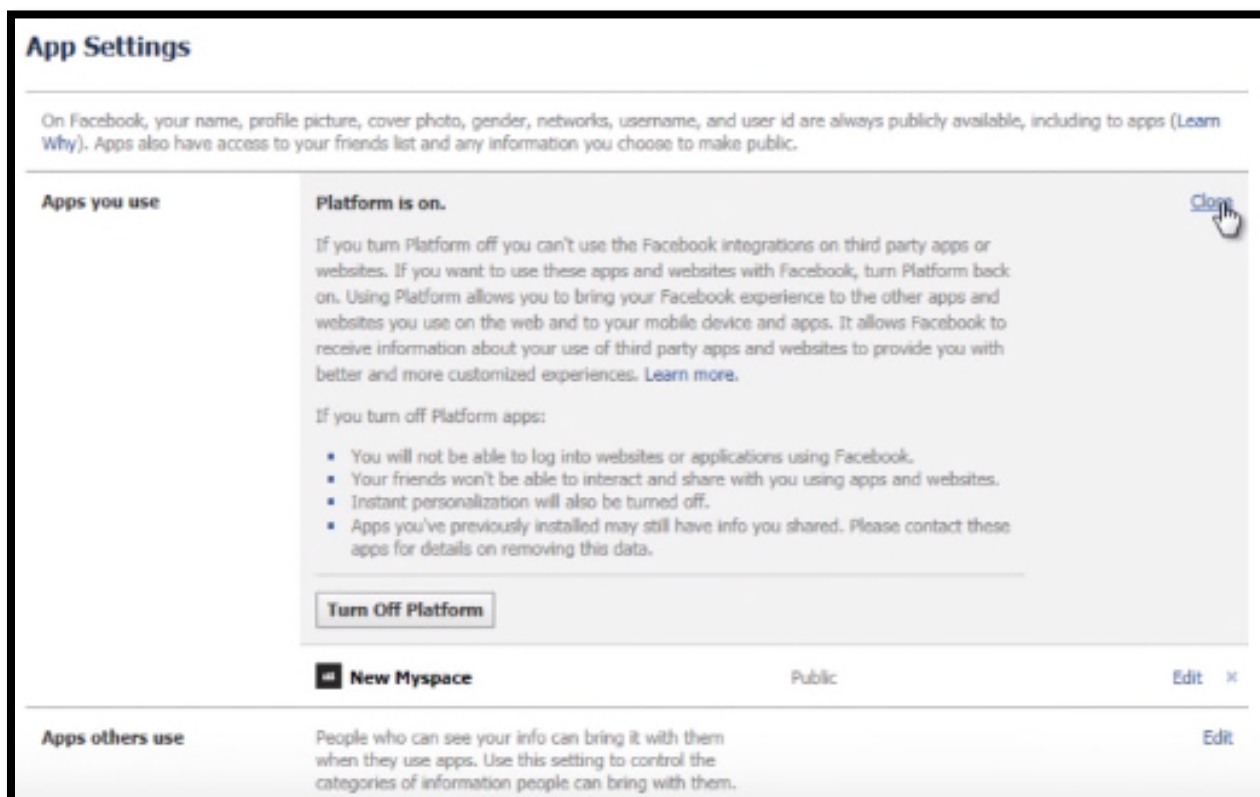 App Settings
On Facebook, your name, profile picture, cover photo, gender, networks, username, and user id are always publicly available, including to apps (Learn
Why). Apps also have access to your friends list and any information you choose to make public.
Apps you use
Platform is on.
Close
If you turn Platform off you can't use the Facebook integrations on third party apps or
websites. If you want to use these apps and websites with Facebook, turn Platform back
on. Using Platform allows you to bring your Facebook experience to the other apps and
websites you use on the web and to your mobile device and apps. It allows Facebook to
receive information about your use of third party apps and websites to provide you with
better and more customized experiences. Learn more.
If you turn off Platform apps:
▪ You will not be able to log into websites or applications using Facebook.
▪ Your friends won't be able to interact and share with you using apps and websites.
▪ Instant personalization will also be turned off.
▪ Apps you've previously installed may still have info you shared. Please contact these
apps for details on removing this data.
Turn Off Platform
New Myspace Public Edit ×
Apps others use
People who can see your info can bring it with them
Edit
when they use apps. Use this setting to control the
categories of information people can bring with them.